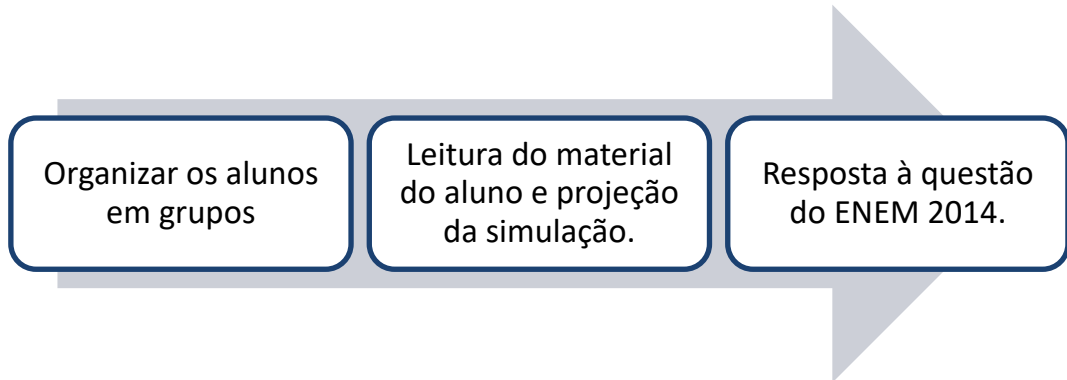 Organizar os alunos
em grupos
Leitura do material
do aluno e projeção
da simulação.
Resposta à questão
do ENEM 2014.